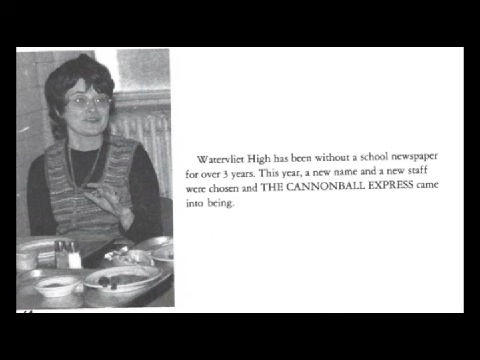 Watervliet High has been without a school newspaper
for over 3 years. This year, a new name and a new staff
were chosen and THE CANNONBALL EXPRESS came
into being.